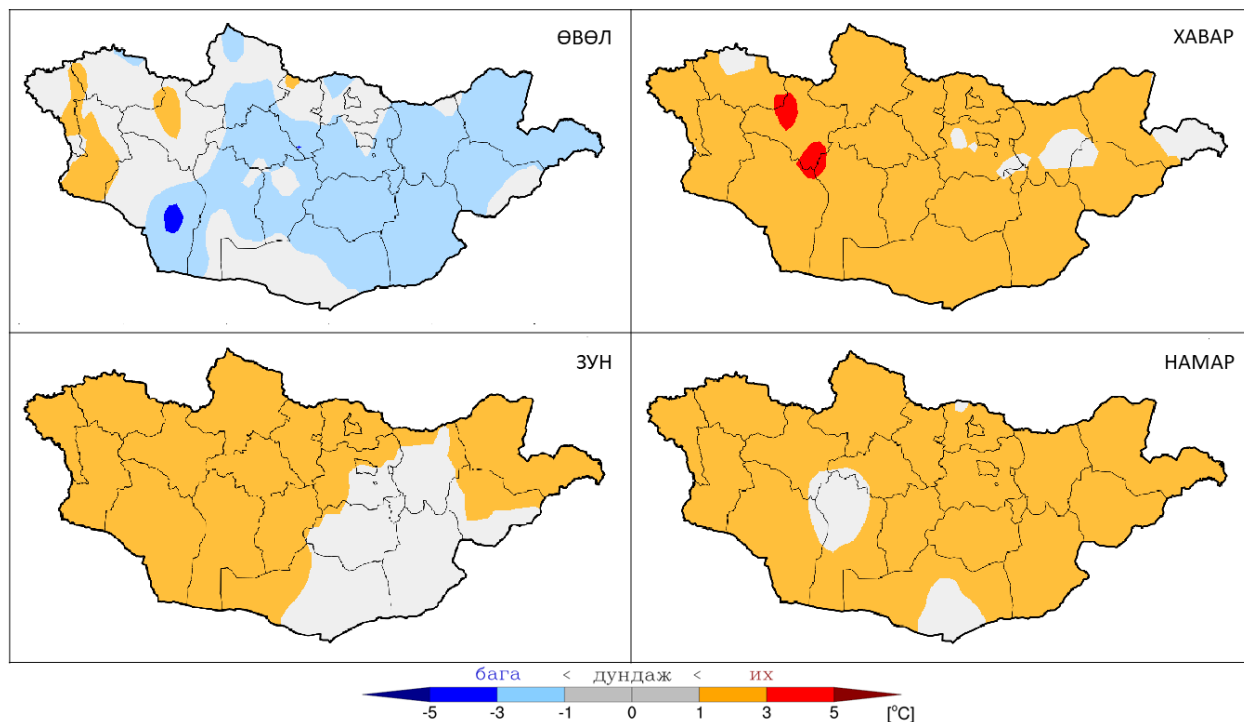 ӨВӨЛ
ХАВАР
ЗУН
НАМАР
бага < дундаж < их
-5 -3 -1 0 1 3 5 [°C]